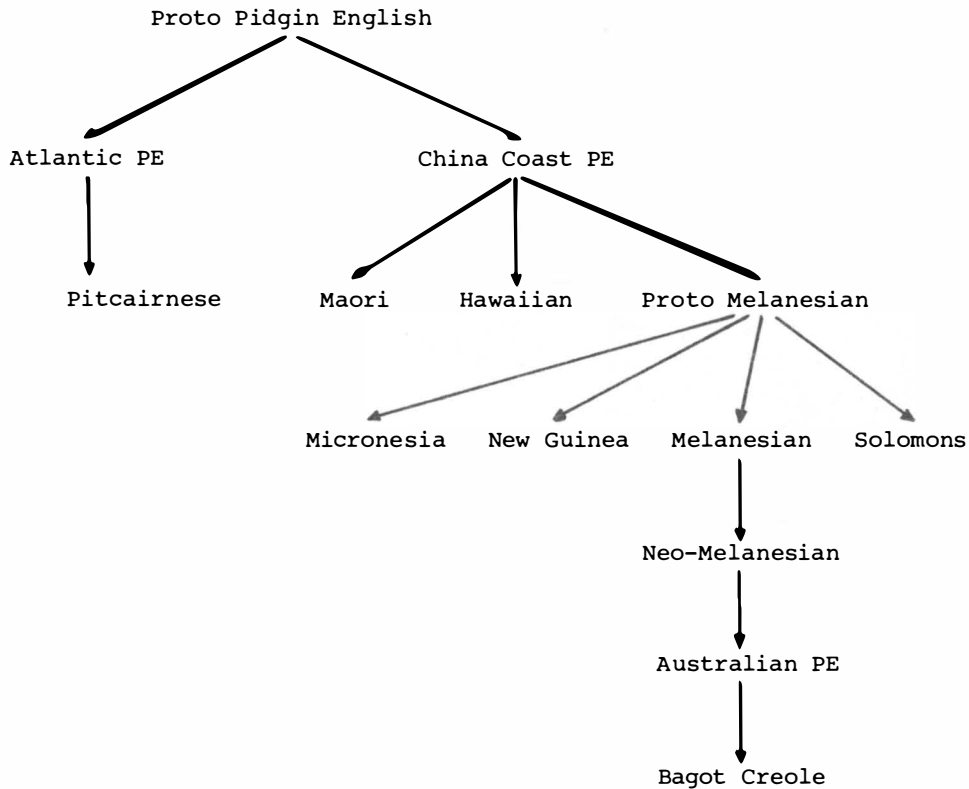 Proto Pidgin English
Atlantic PE China Coast PE
Pitcairnese Maori Hawaiian Proto Melanesian
Micronesia New Guinea Melanesian Solomons
Neo-Melanesian
Australian PE
Bagot Creole